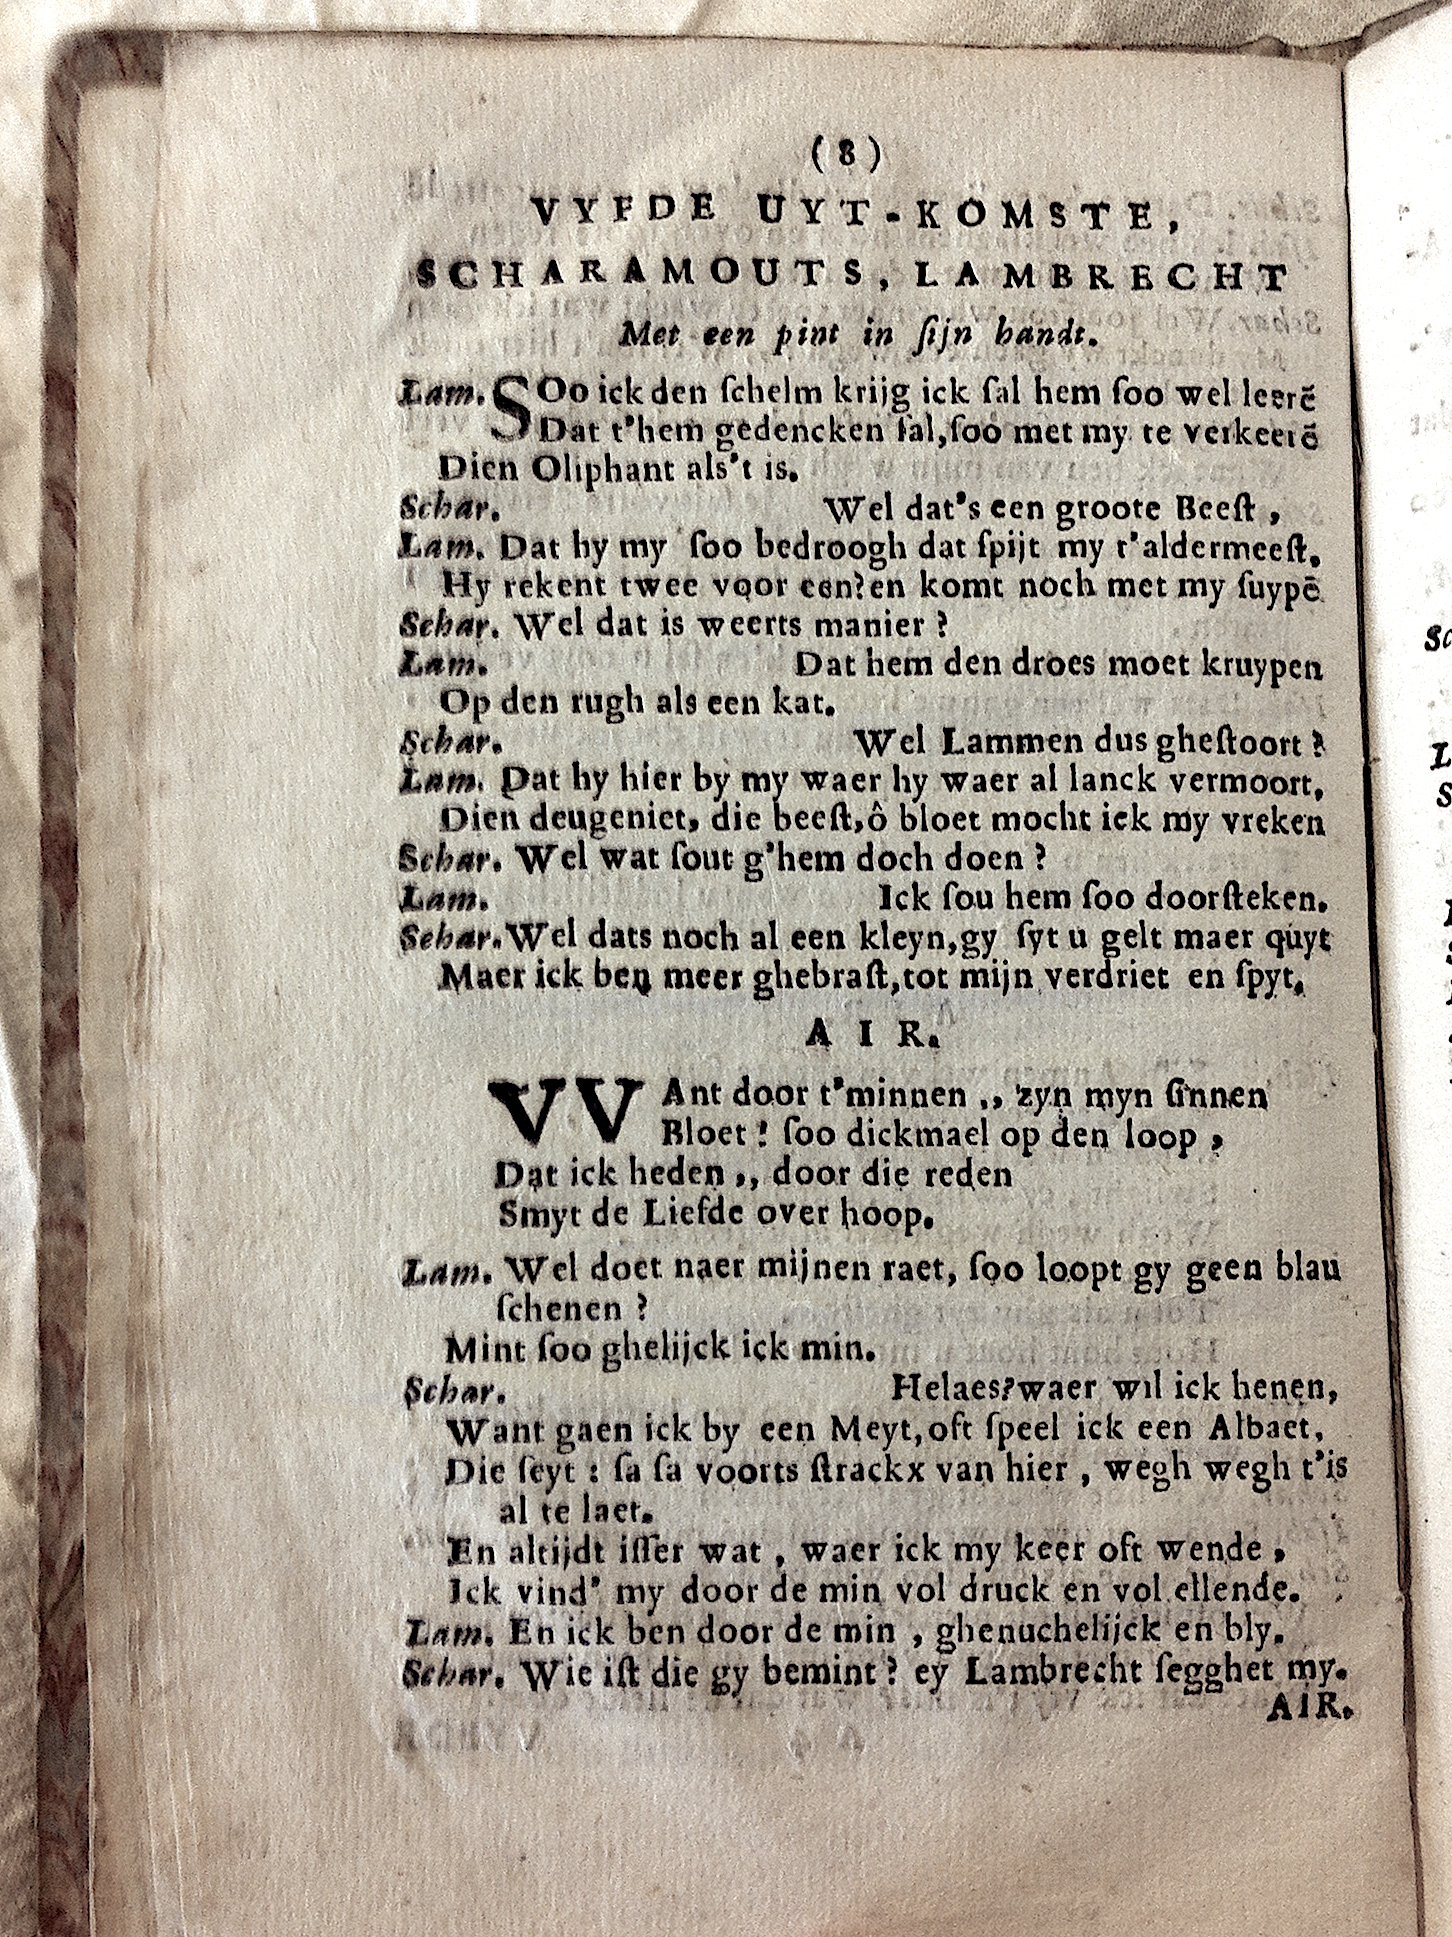 (8)
VYFDE UYT-KOMSTE,
SCHARAMOUTS, LAMBRECHT
Met een pint in ſijn handt.
Lam. SOo ick den ſchelm krijg ick ſal hem ſoo wel leerẽ
Dat t'hem gedencken ſal,ſoo met my te verkeerẽ
Dien Oliphant als't is.
Schar. Wel dat's een groote Beeſt ,
Lam. Dat hy my ſoo bedroogh dat ſpijt my t'aldermeeſt,
Hy rekent twee voor een?en komt noch met my ſuypẽ
Schar. Wel dat is weerts manier ?
Lam. Dat hem den droes moet kruypen
Op den rugh als een kat.
Schar. Wel Lammen dus gheſtoort ?
Lam. Dat hy hier by my waer hy waer al lanck vermoort,
Dien deugeniet, die beeſt,ô bloet mocht ick my vreken
Schar. Wel wat ſout g'hem doch doen ?
Lam. Ick ſou hem ſoo doorſteken.
Schar. Wel dats noch al een kleyn,gy ſyt u gelt maer quyt
Maer ick ben meer ghebraſt,tot mijn verdriet en ſpyt,
AIR.
VVAnt door t'minnen ,, zyn myn ſinnen
Bloet ! ſoo dickmael op den loop ,
Dat ick heden ,, door die reden
Smyt de Liefde over hoop.
Lam. Wel doet naer mijnen raet, ſoo loopt gy geen blau
ſchenen ?
Mint ſoo ghelijck ick min.
Schar. Helaes?waer wil ick henen,
Want gaen ick by een Meyt,oft ſpeel ick een Albaet,
Die ſeyt : ſa ſa voorts ſtrackx van hier , wegh wegh t'is
al te laet.
En altijdt iſſer wat , waer ick my keer oft wende ,
Ick vind' my door de min vol druck en vol ellende.
Lam. En ick ben door de min , ghenuchelijck en bly.
Schar. Wie iſt die gy bemint ? ey Lambrecht ſegghet my.
AIR.